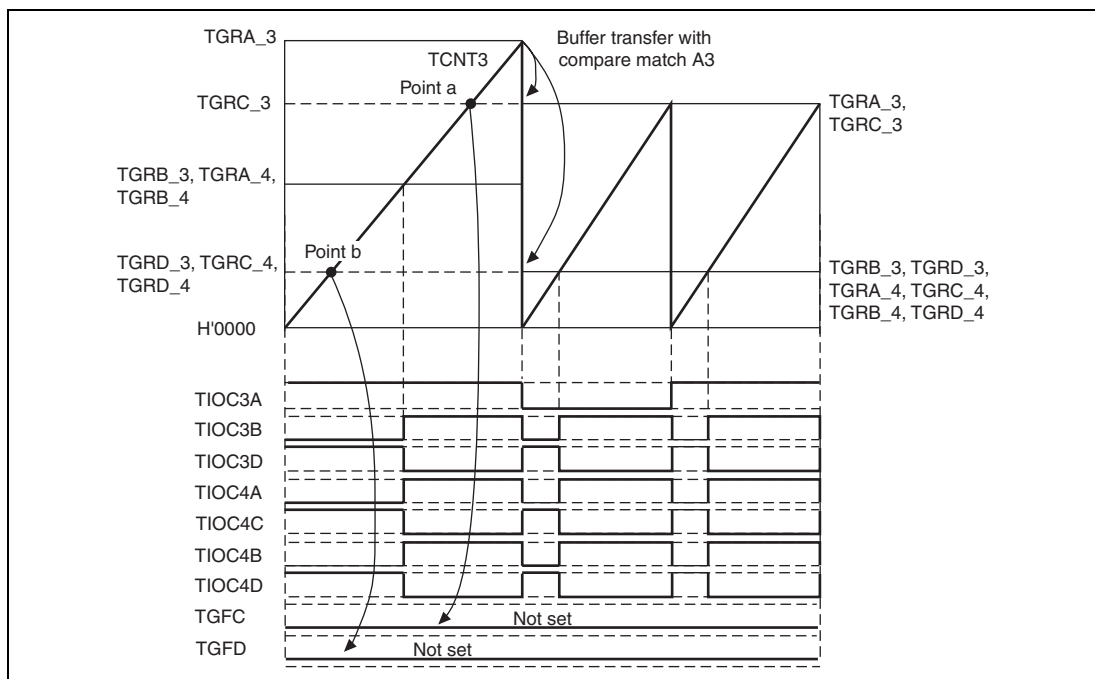 TGRA_3
TCNT3
Buffer transfer with
compare match A3
Point a
TGRC_3
TGRA_3,
TGRC_3
TGRB_3, TGRA_4,
TGRB_4
Point b
TGRD_3, TGRC_4,
TGRD_4
TGRB_3, TGRD_3,
TGRA_4, TGRC_4,
TGRB_4, TGRD_4
H'0000
TIOC3A
TIOC3B
TIOC3D
TIOC4A
TIOC4C
TIOC4B
TIOC4D
TGFC
Not set
TGFD
Not set